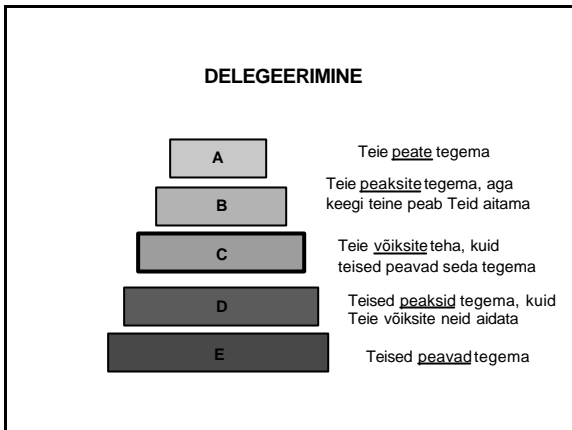 DELEGEERIMINE
A
Teie peate tegema
B
Teie peaksite tegema, aga
keegi teine peab Teid aitama
C
Teie võiksite teha, kuid
teised peavad seda tegema
D
Teised peaksid tegema, kuid
Teie võiksite neid aidata
E
Teised peavad tegema